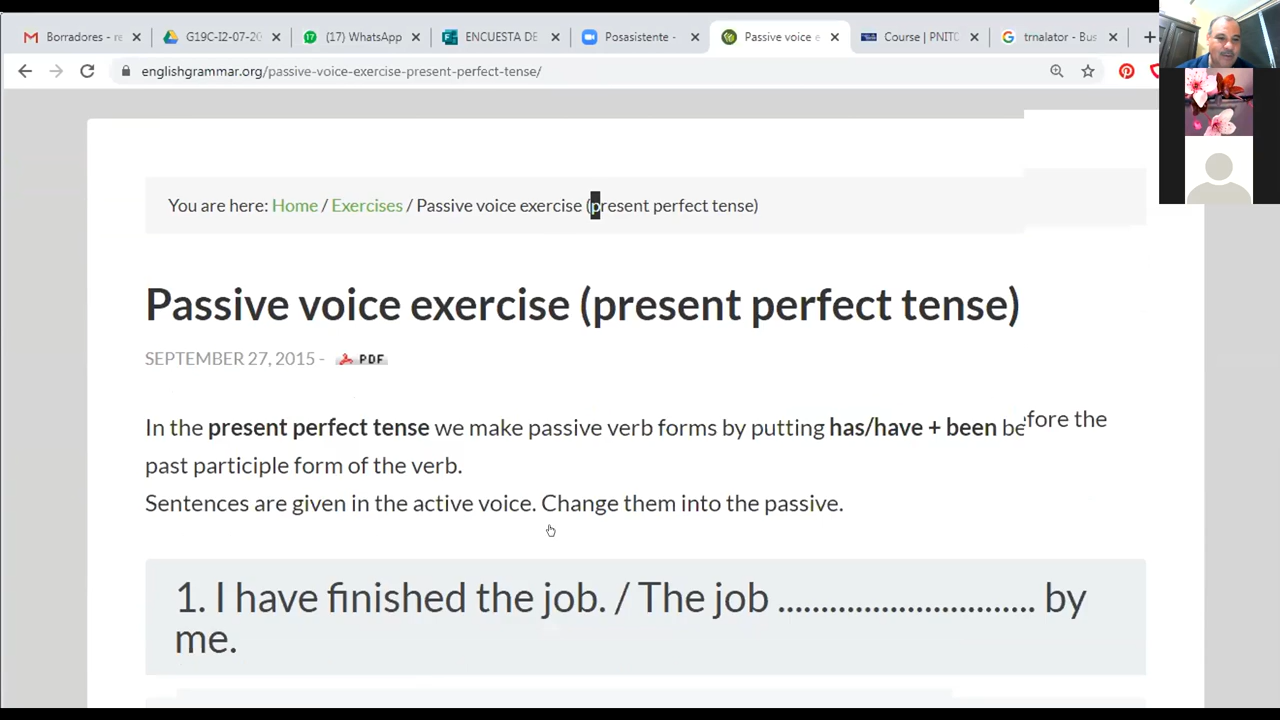 Borradores - re
G19C-I2-07-20
(17) WhatsApp
ENCUESTA DE
Posasistente -
Passive voice e
Course | PNITC
trnalator - Bus
englishgrammar.org/passive-voice-exercise-present-perfect-tense/
You are here: Home / Exercises / Passive voice exercise (present perfect tense)
Passive voice exercise (present perfect tense)
SEPTEMBER 27, 2015 - PDF
In the present perfect tense we make passive verb forms by putting has/have + been before the
past participle form of the verb.
Sentences are given in the active voice. Change them into the passive.
1. I have finished the job. / The job .............................. by
me.